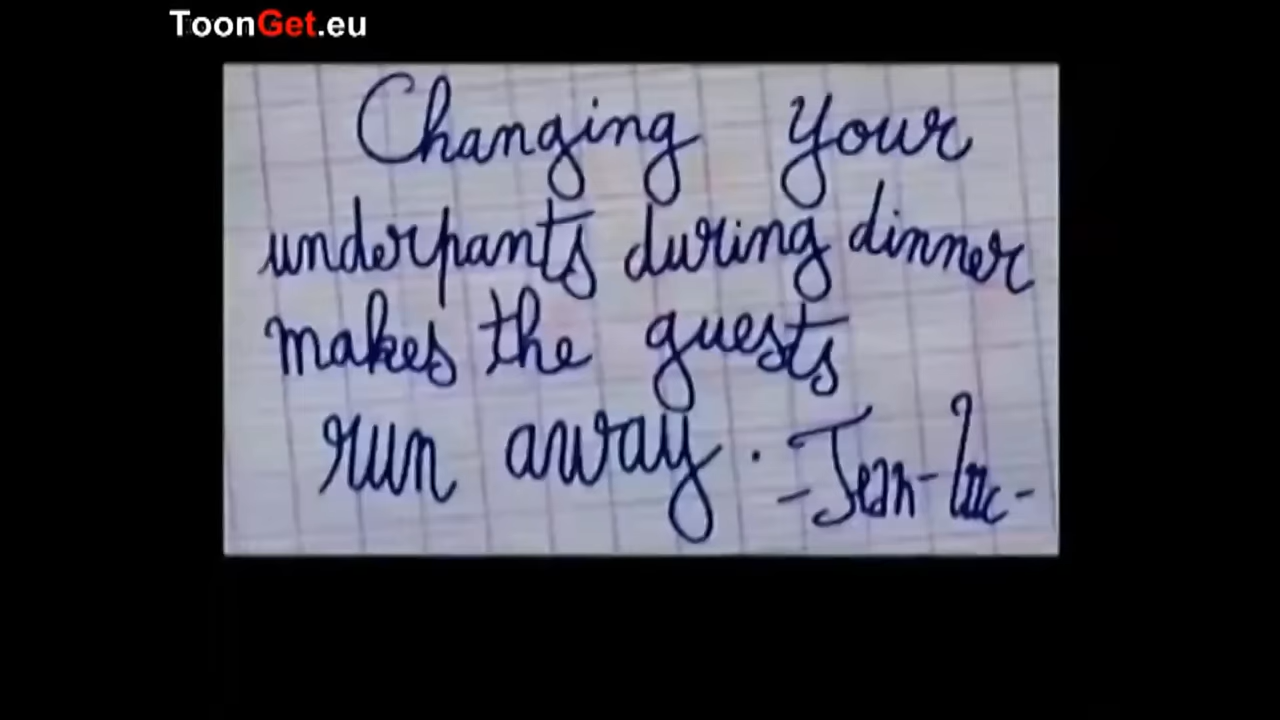 ToonGet.eu
Changing your
underpants during dinner
makes the guests
run away. -Jean-Luc-